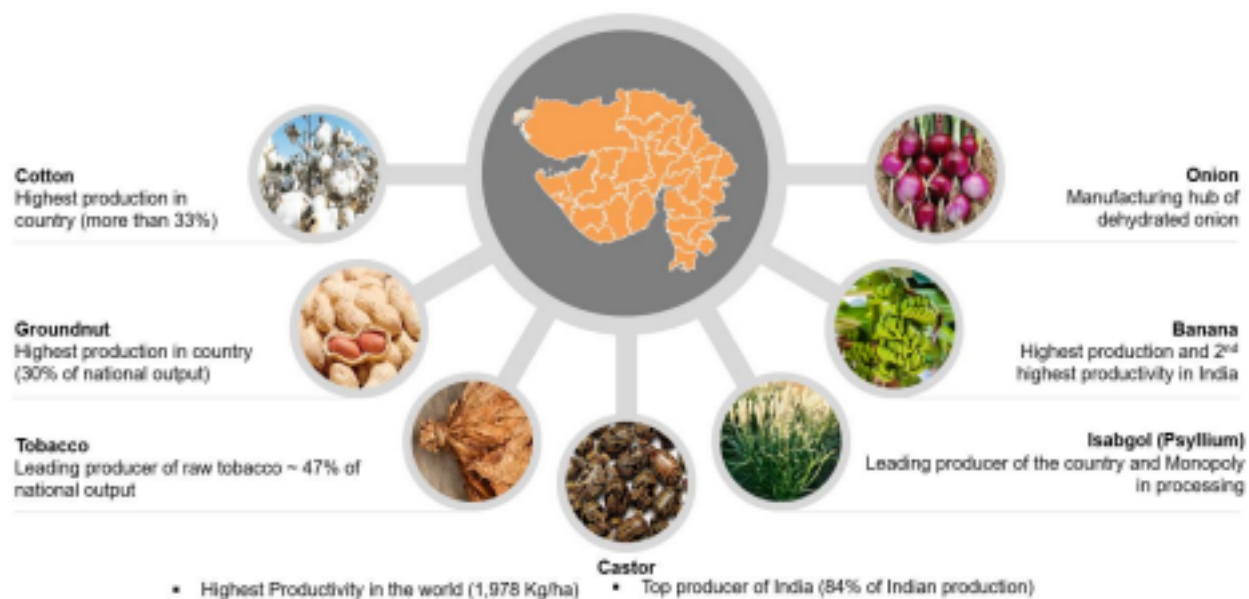 Cotton
Highest production in
country (more than 33%)
Groundnut
Highest production in country
(30% of national output)
Tobacco
Leading producer of raw tobacco ~ 47% of
national output
Onion
Manufacturing hub of
dehydrated onion
Banana
Highest production and 2nd
highest productivity in India
Isabgol (Psyllium)
Leading producer of the country and Monopoly
in processing
Castor
▪ Highest Productivity in the world (1,978 Kg/ha) ▪ Top producer of India (84% of Indian production)